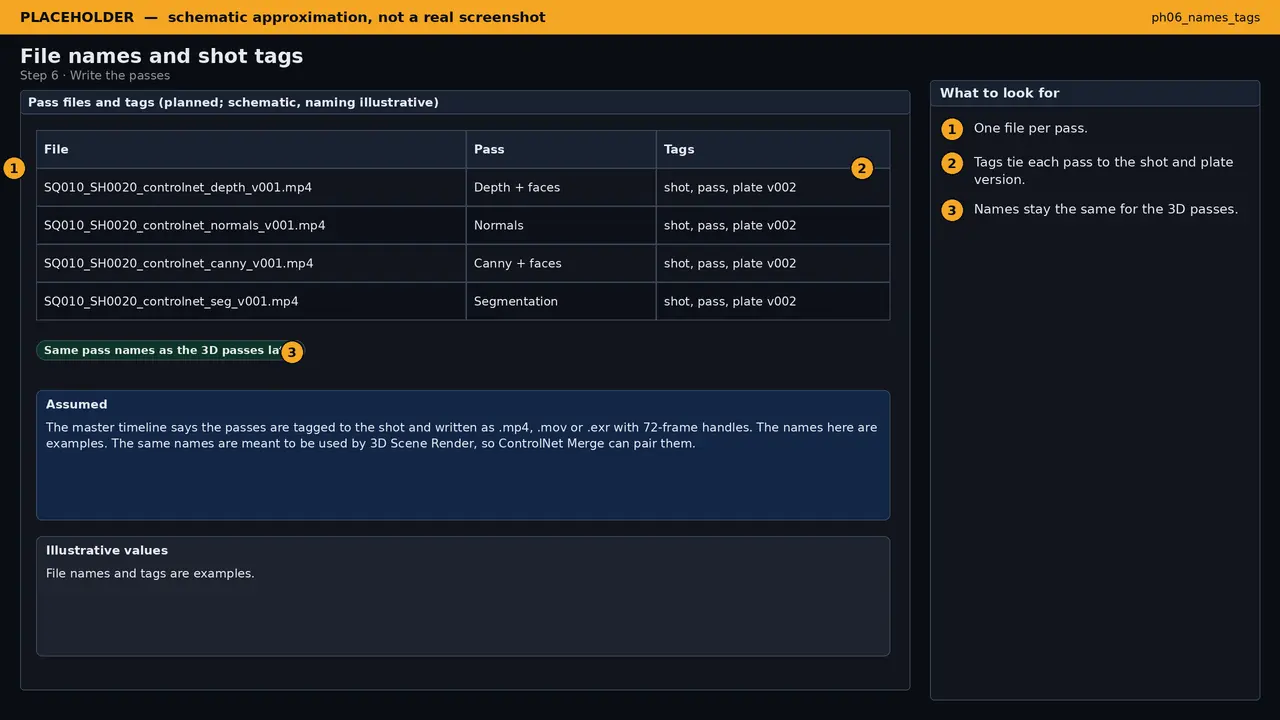 PLACEHOLDER — schematic approximation, not a real screenshot
ph06_names_tags
File names and shot tags
Step 6 · Write the passes
Pass files and tags (planned; schematic, naming illustrative)
File Pass Tags
1
2
SQ010_SH0020_controlnet_depth_v001.mp4 Depth + faces shot, pass, plate v002
SQ010_SH0020_controlnet_normals_v001.mp4 Normals shot, pass, plate v002
SQ010_SH0020_controlnet_canny_v001.mp4 Canny + faces shot, pass, plate v002
SQ010_SH0020_controlnet_seg_v001.mp4 Segmentation shot, pass, plate v002
Same pass names as the 3D passes
3
Assumed
The master timeline says the passes are tagged to the shot and written as .mp4, .mov or .exr with 72-frame handles. The names here are
examples. The same names are meant to be used by 3D Scene Render, so ControlNet Merge can pair them.
Illustrative values
File names and tags are examples.
What to look for
1 One file per pass.
2 Tags tie each pass to the shot and plate
version.
3 Names stay the same for the 3D passes.